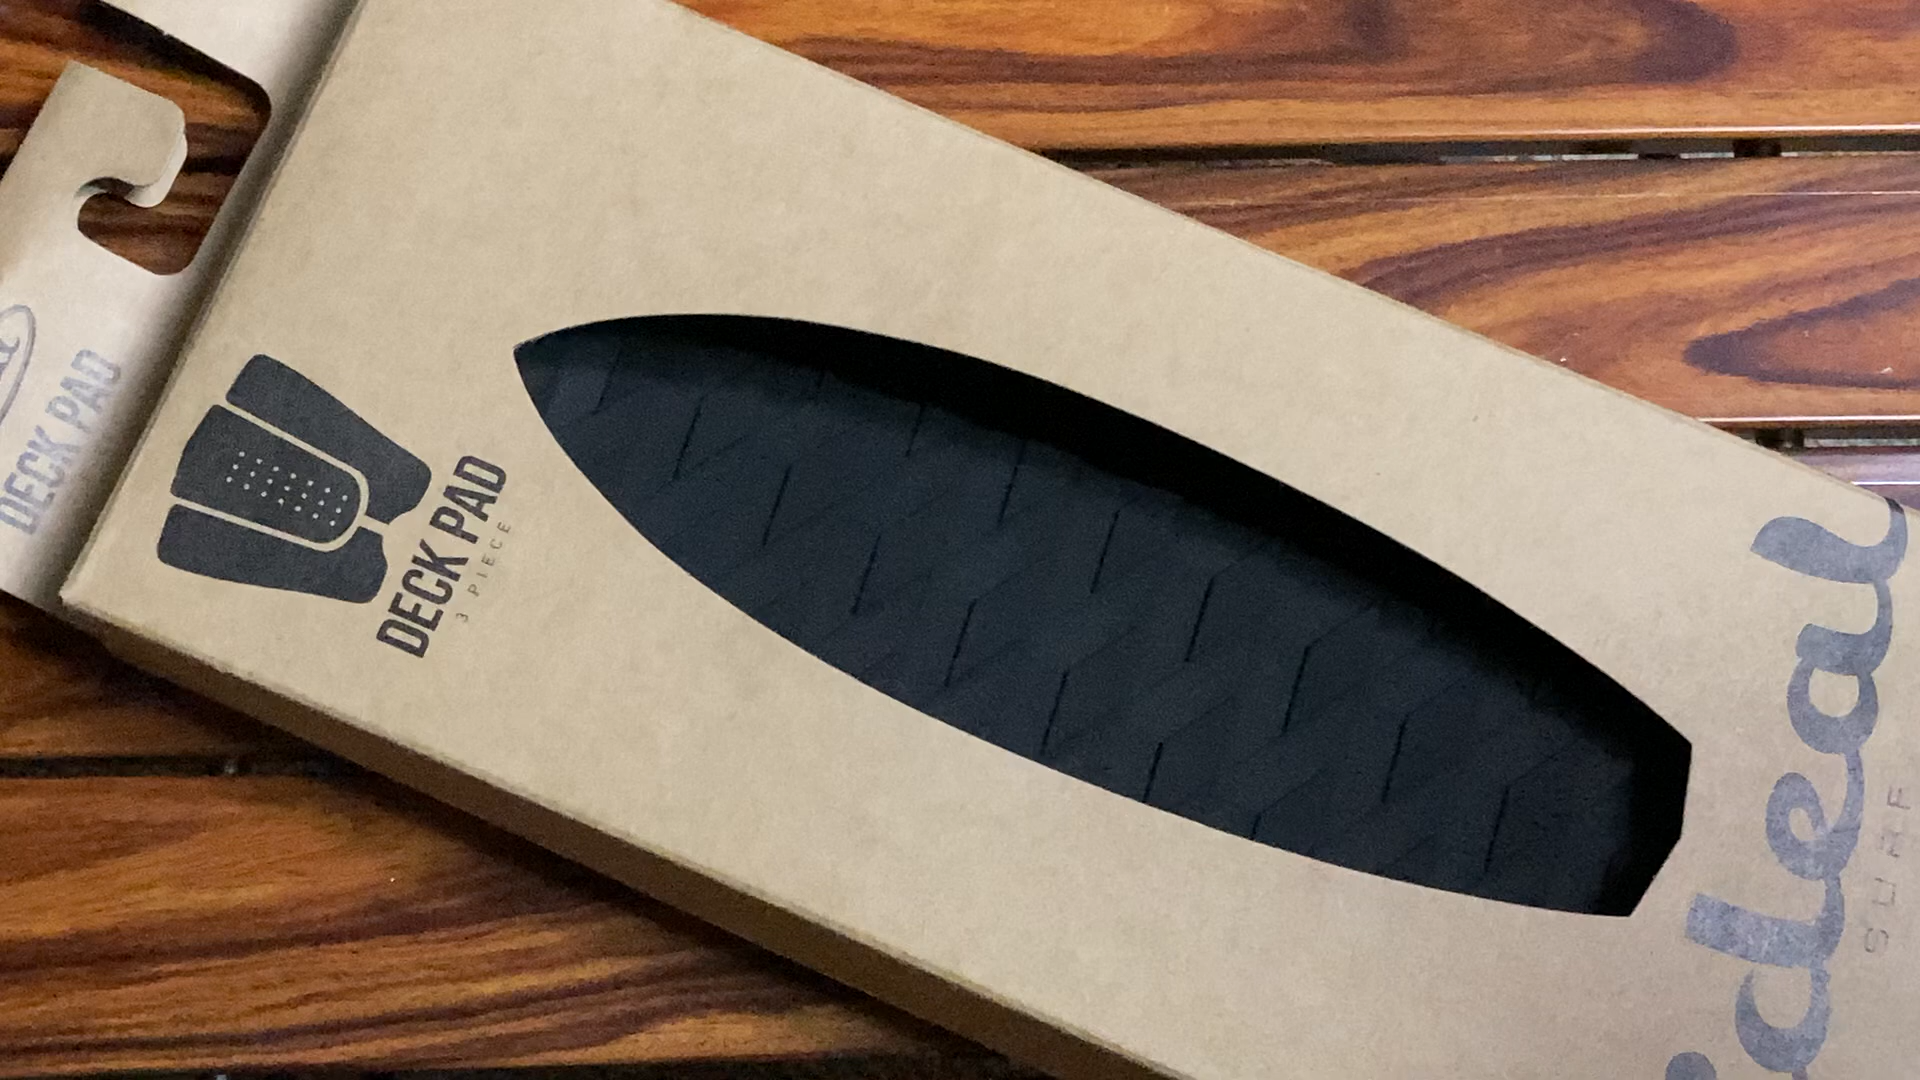 DECK PAD
DECK PAD
3 PIECE
ideal
SURF